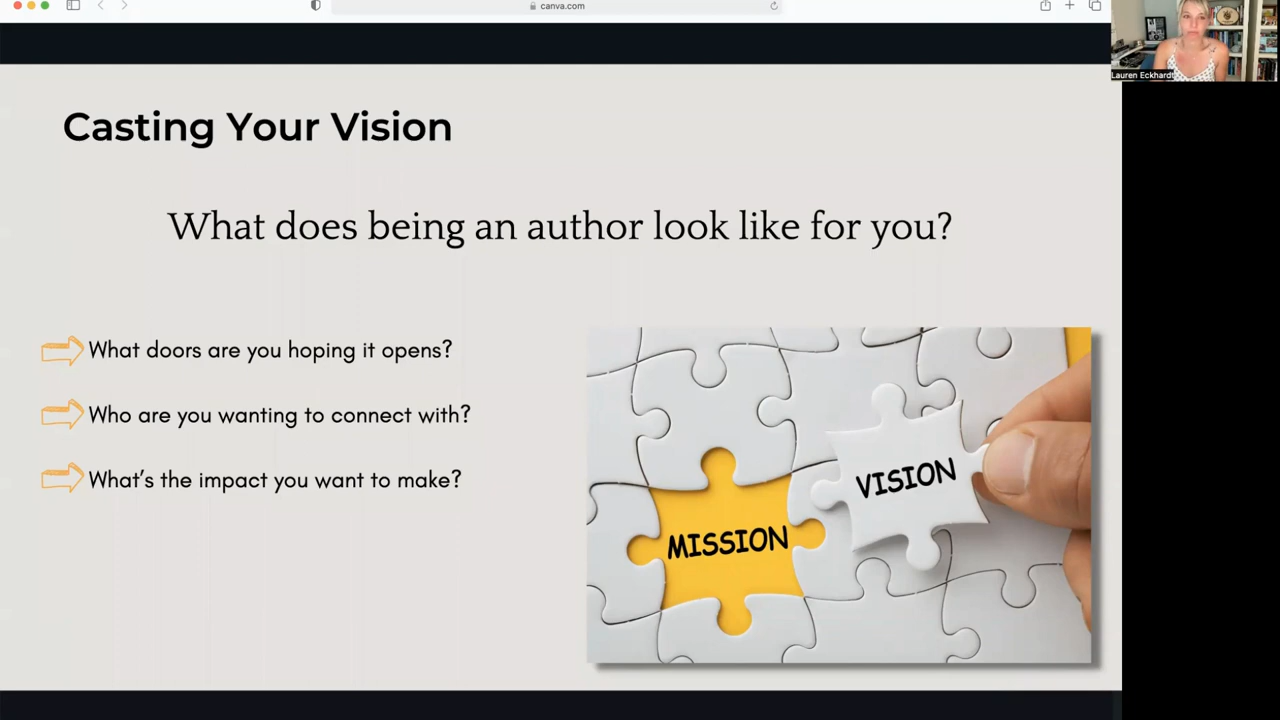 canva.com
Lauren Eckhardt
Casting Your Vision
What does being an author look like for you?
What doors are you hoping it opens?
Who are you wanting to connect with?
What's the impact you want to make?
VISION
MISSION